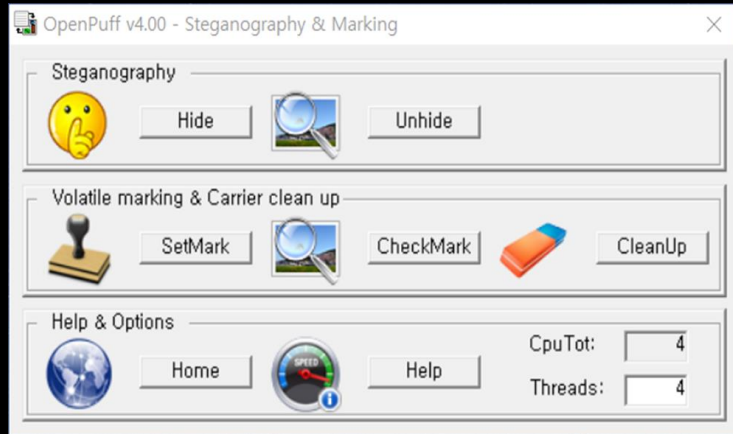 OpenPuff v4.00 - Steganography & Marking
Steganography
Hide
Unhide
Volatile marking & Carrier clean up
SetMark
CheckMark
CleanUp
Help & Options
Home
SPEED
Help
CpuTot: 4
Threads: 4